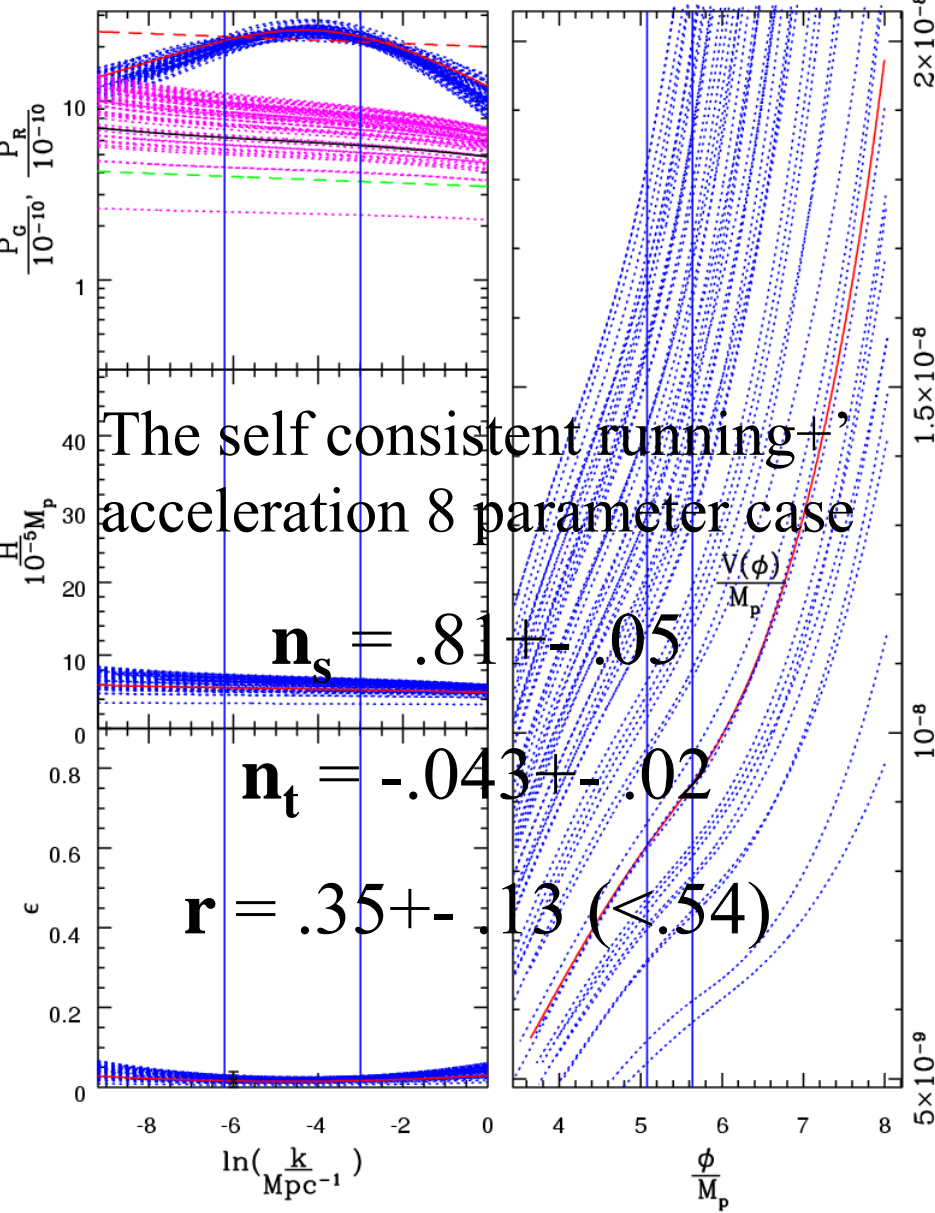 P_G/10⁻¹⁰, P_R/10⁻¹⁰
10
1
H/10⁻⁵M_p
40
30
20
10
0
ϵ
0.8
0.6
0.4
0.2
0
-8 -6 -4 -2 0
ln(k/Mpc⁻¹)
The self consistent running+’
acceleration 8 parameter case
n_s = .81+- .05
n_t = -.043+- .02
r = .35+- .13 (<.54)
V(ϕ)/M_p
4 5 6 7 8
ϕ/M_p
2×10⁻⁸
1.5×10⁻⁸
10⁻⁸
5×10⁻⁹